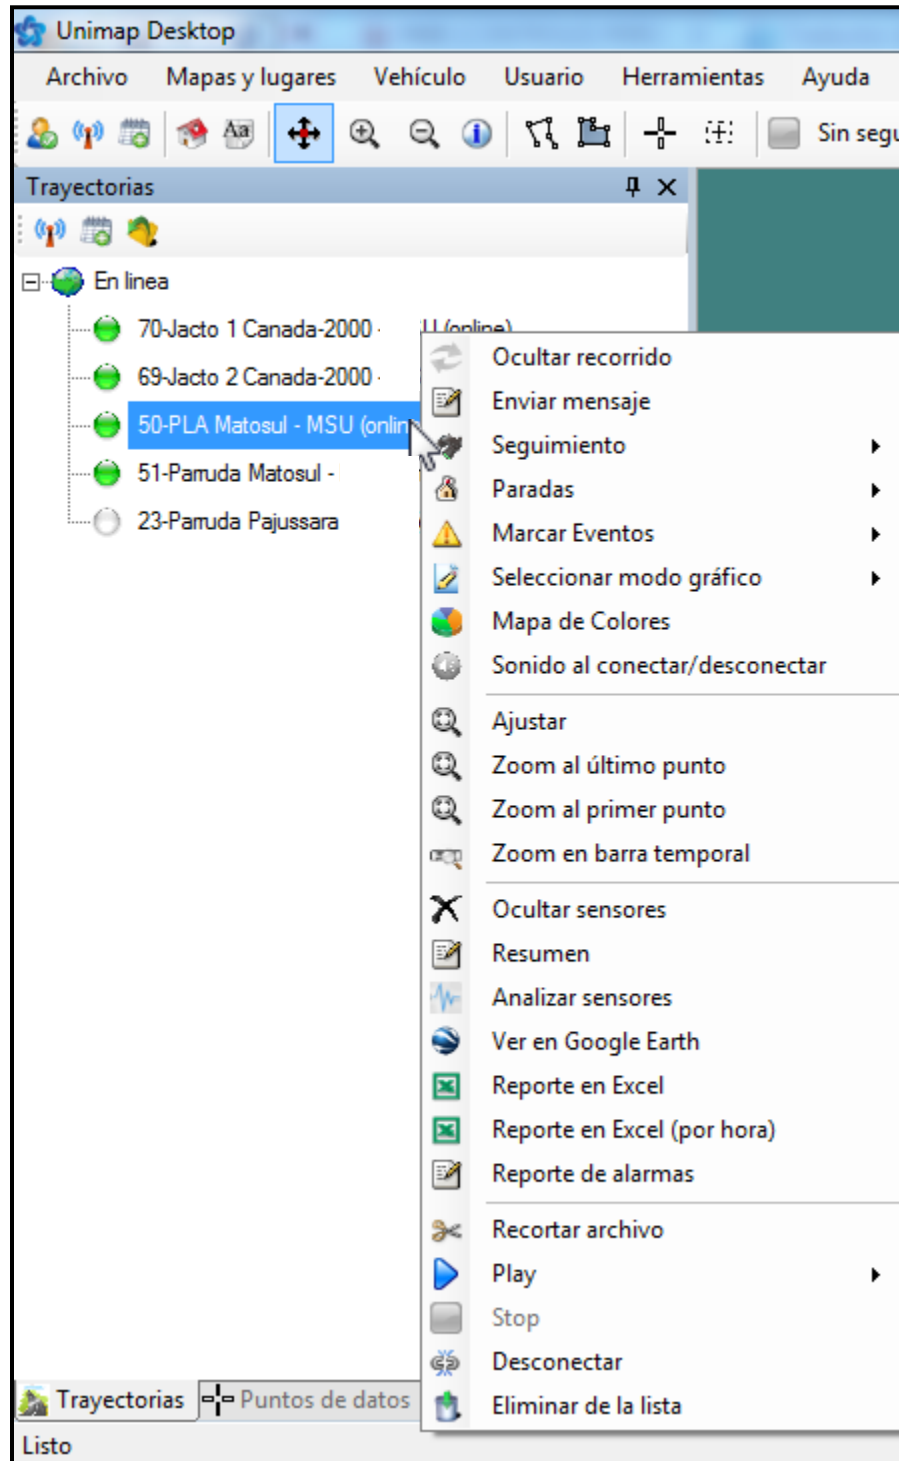 Unimap Desktop
Archivo Mapas y lugares Vehículo Usuario Herramientas Ayuda
Aa Sin segu
Trayectorias
En linea
70-Jacto 1 Canada-2000 - U (online)
69-Jacto 2 Canada-2000 -
50-PLA Matosul - MSU (onlin
51-Parruda Matosul -
23-Parruda Pajussara
Ocultar recorrido
Enviar mensaje
Seguimiento
Paradas
Marcar Eventos
Seleccionar modo gráfico
Mapa de Colores
Sonido al conectar/desconectar
Ajustar
Zoom al último punto
Zoom al primer punto
Zoom en barra temporal
Ocultar sensores
Resumen
Analizar sensores
Ver en Google Earth
Reporte en Excel
Reporte en Excel (por hora)
Reporte de alarmas
Recortar archivo
Play
Stop
Desconectar
Eliminar de la lista
Trayectorias Puntos de datos
Listo